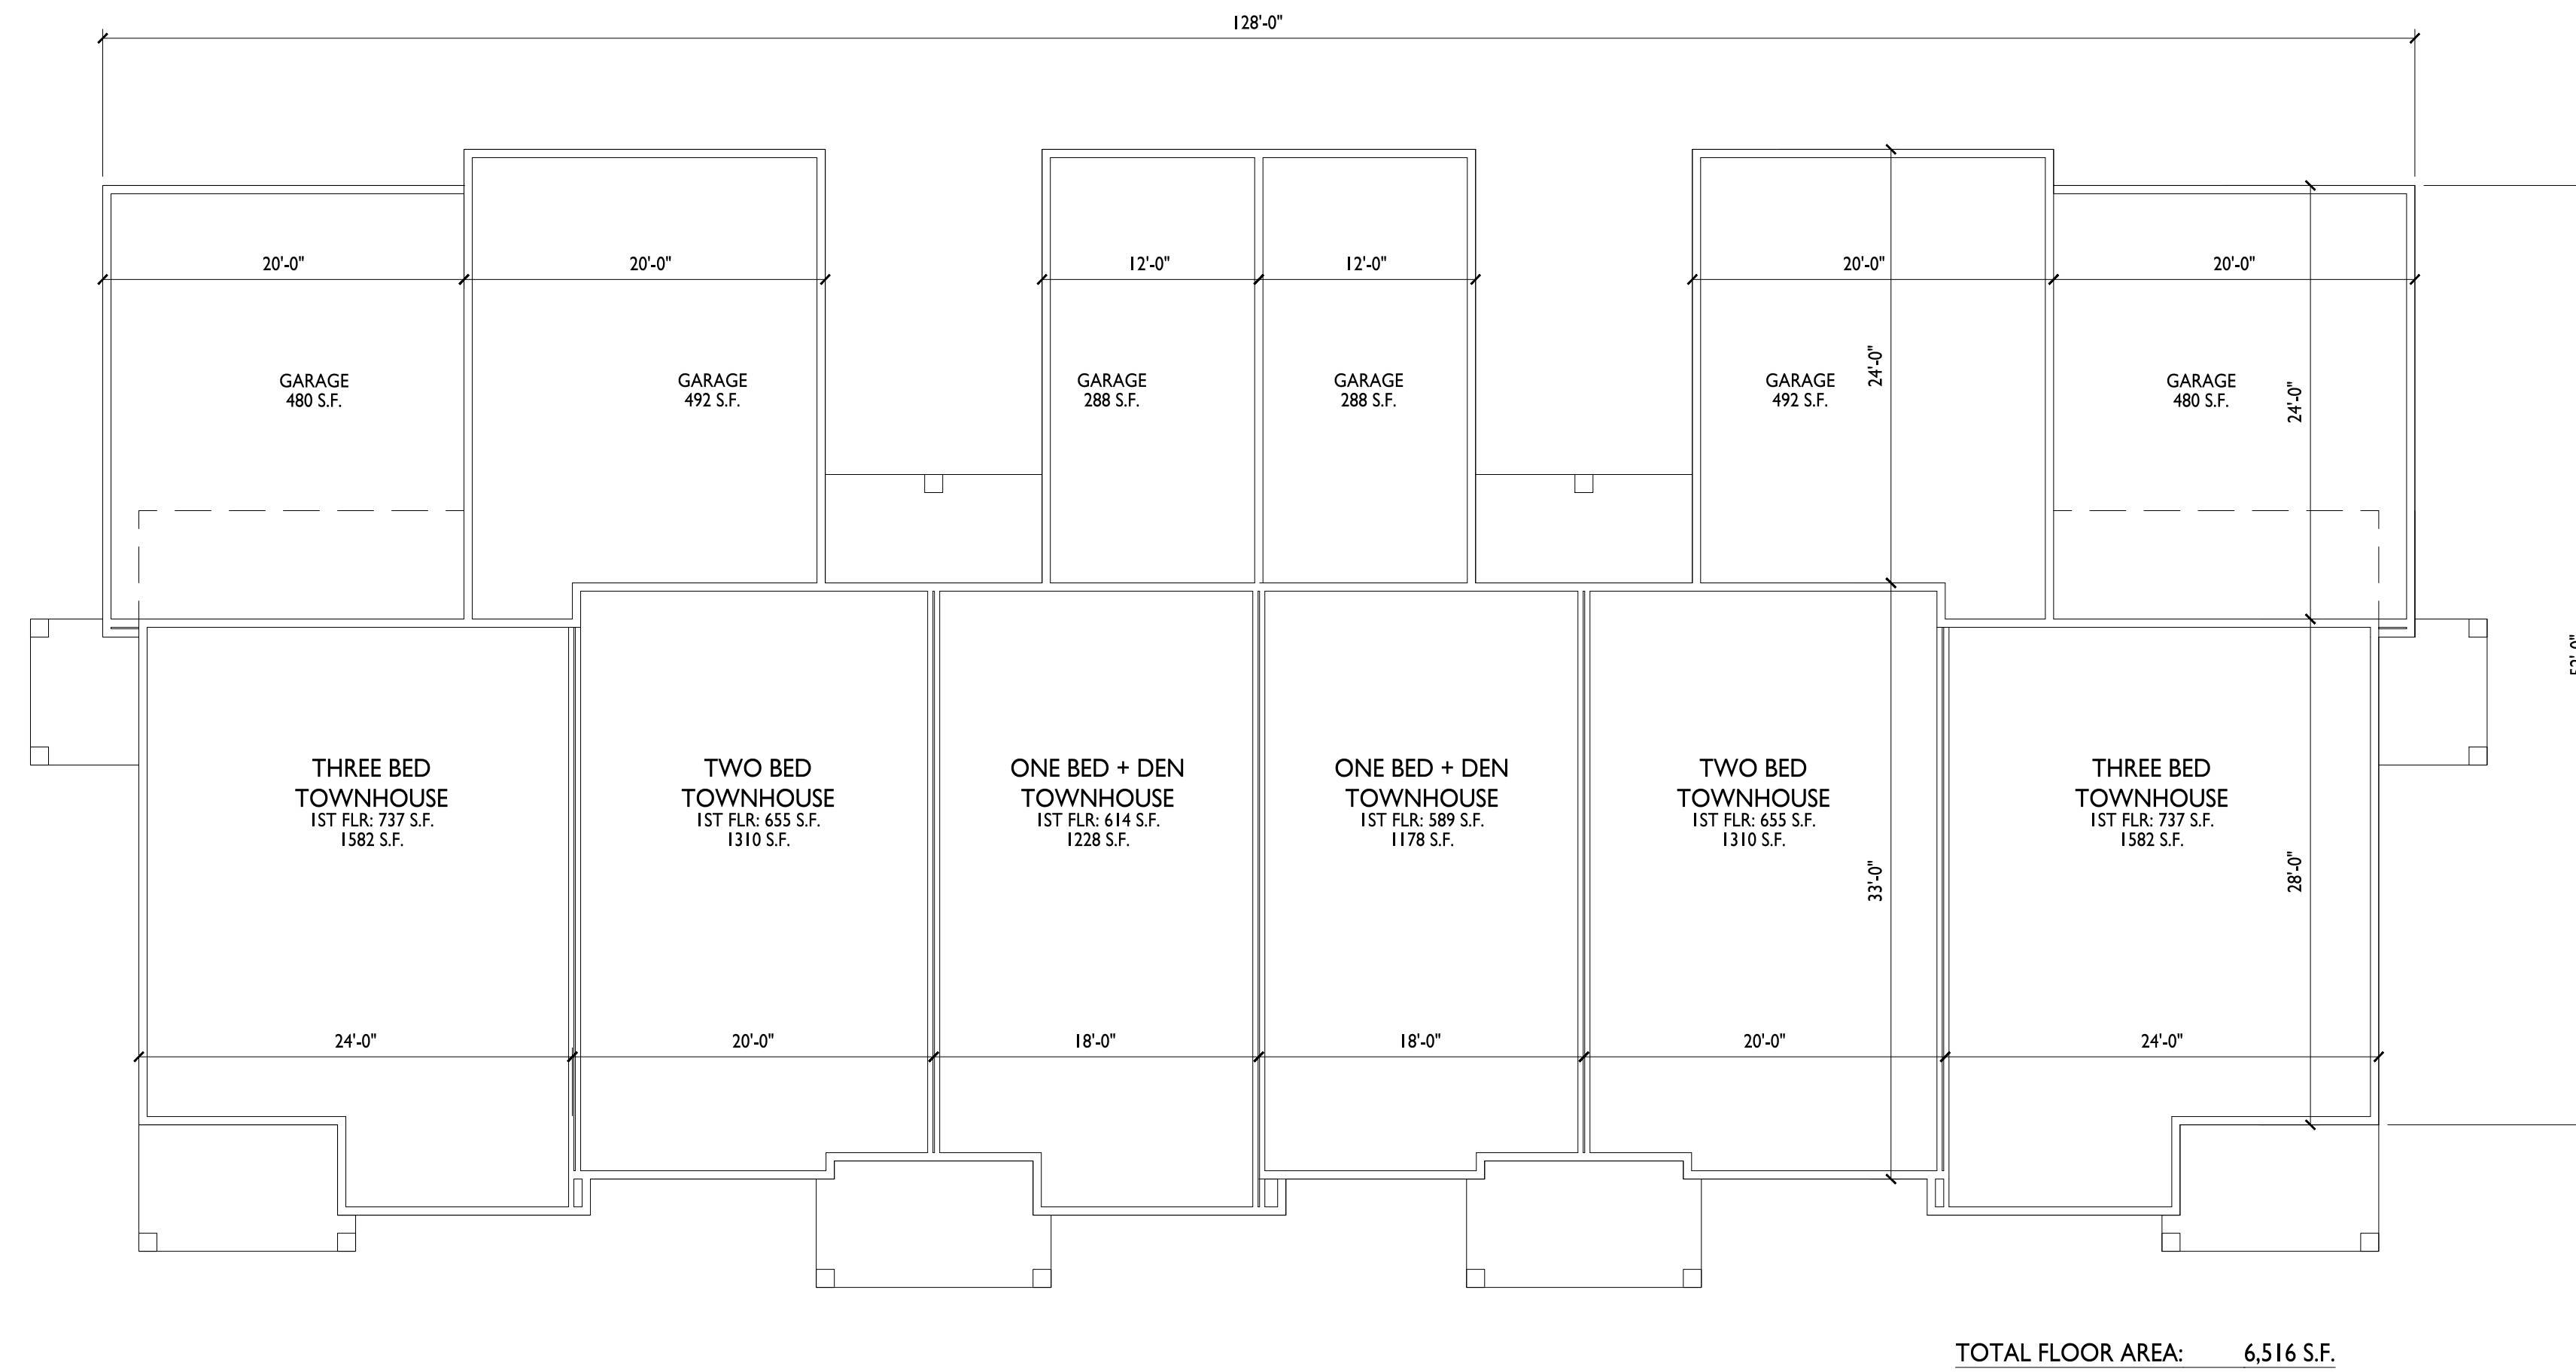 128'-0"
20'-0"
20'-0"
12'-0"
12'-0"
20'-0"
20'-0"
GARAGE
480 S.F.
GARAGE
492 S.F.
GARAGE
288 S.F.
GARAGE
288 S.F.
GARAGE
492 S.F.
24'-0"
GARAGE
480 S.F.
24'-0"
THREE BED
TOWNHOUSE
1ST FLR: 737 S.F.
1582 S.F.
TWO BED
TOWNHOUSE
1ST FLR: 655 S.F.
1310 S.F.
ONE BED + DEN
TOWNHOUSE
1ST FLR: 614 S.F.
1228 S.F.
ONE BED + DEN
TOWNHOUSE
1ST FLR: 589 S.F.
1178 S.F.
TWO BED
TOWNHOUSE
1ST FLR: 655 S.F.
1310 S.F.
THREE BED
TOWNHOUSE
1ST FLR: 737 S.F.
1582 S.F.
33'-0"
28'-0"
24'-0"
20'-0"
18'-0"
18'-0"
20'-0"
24'-0"
TOTAL FLOOR AREA: 6,516 S.F.